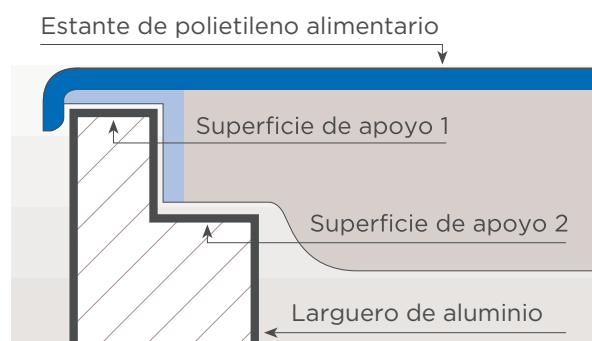 Estante de polietileno alimentario
Superficie de apoyo 1
Superficie de apoyo 2
Larguero de aluminio